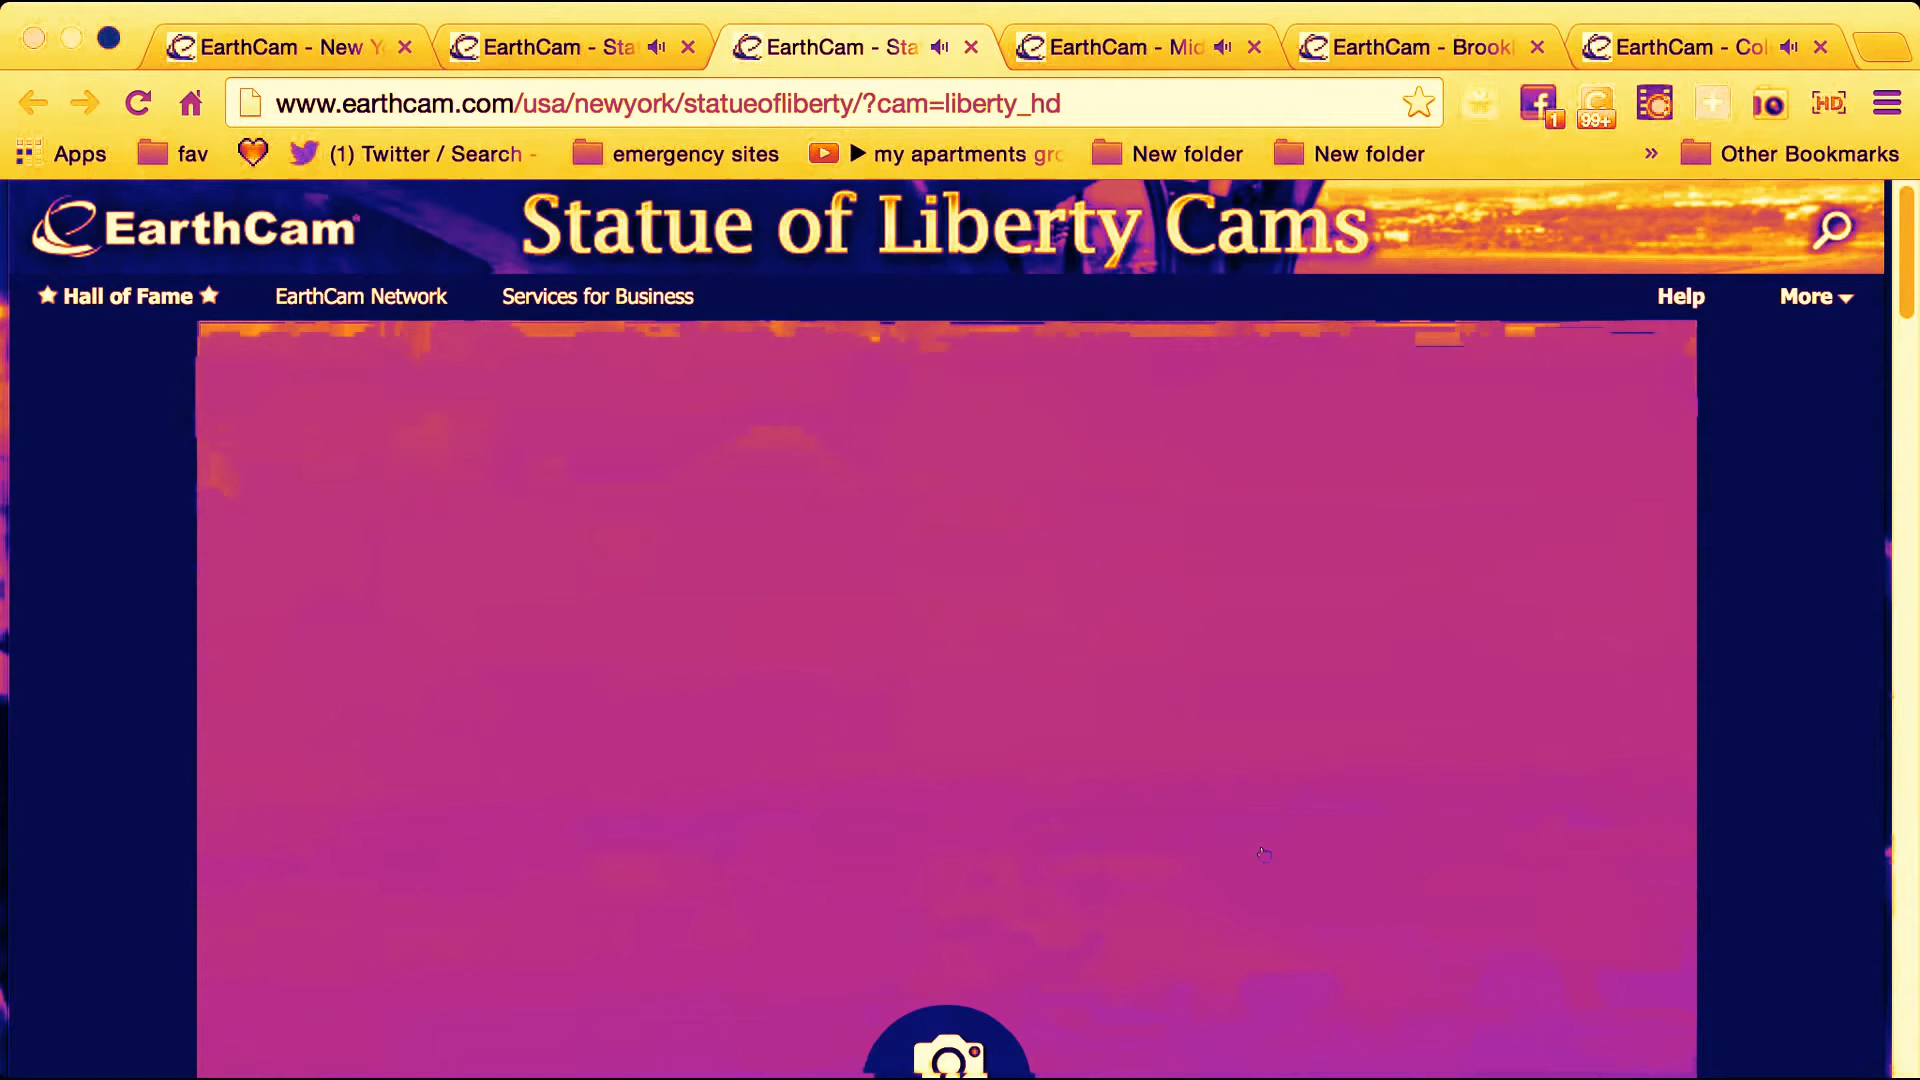 EarthCam - New Y
EarthCam - Sta
EarthCam - Sta
EarthCam - Mid
EarthCam - Brookl
EarthCam - Col
www.earthcam.com/usa/newyork/statueofliberty/?cam=liberty_hd
1
99+
HD
Apps
fav
(1) Twitter / Search -
emergency sites
my apartments gro
New folder
New folder
» Other Bookmarks
EarthCam
Statue of Liberty Cams
Hall of Fame
EarthCam Network
Services for Business
Help
More